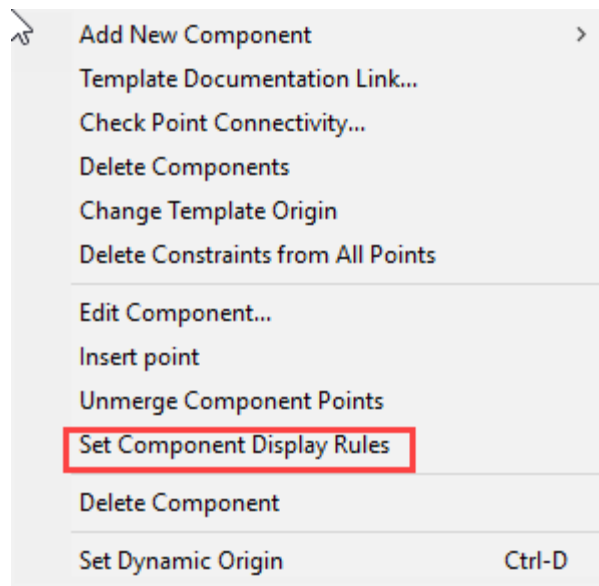 Add New Component
Template Documentation Link...
Check Point Connectivity...
Delete Components
Change Template Origin
Delete Constraints from All Points
Edit Component...
Insert point
Unmerge Component Points
Set Component Display Rules
Delete Component
Set Dynamic Origin Ctrl-D